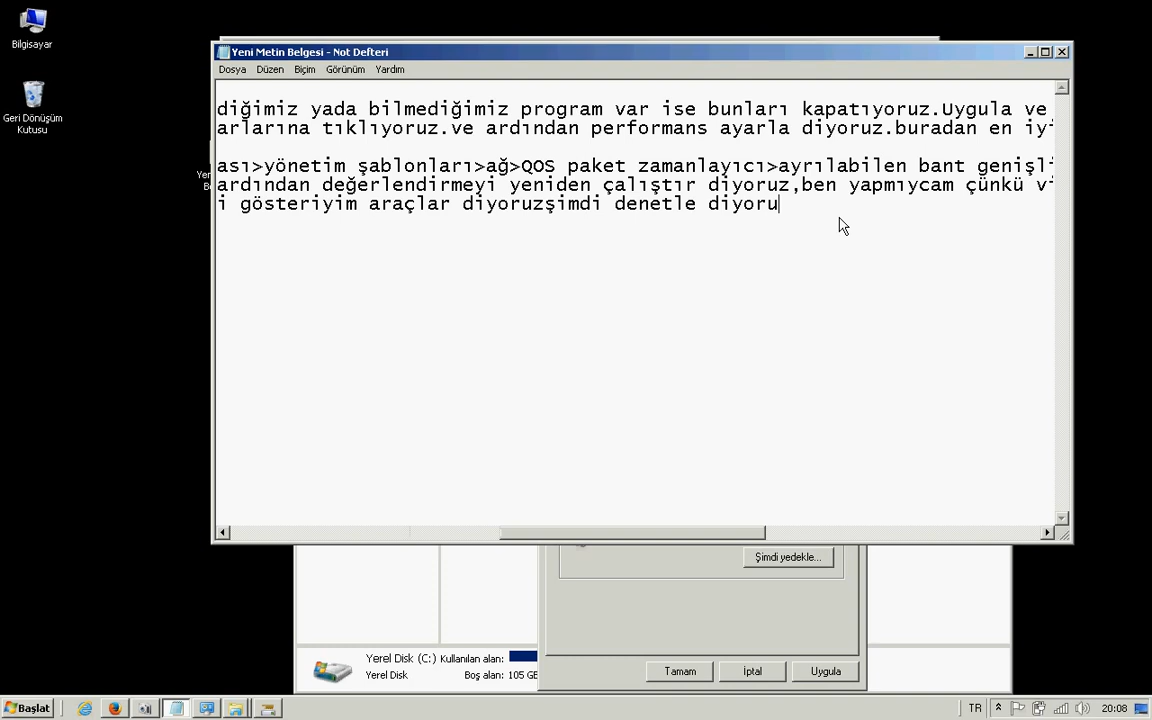 Bilgisayar
Geri Dönüşüm
Kutusu
Yeni Metin Belgesi - Not Defteri
Dosya Düzen Biçim Görünüm Yardım
diğimiz yada bilmediğimiz program var ise bunları kapatıyoruz.Uygula ve
arlarına tıklıyoruz.ve ardından performans ayarla diyoruz.buradan en iyi
ası>yönetim şablonları>ağ>QOS paket zamanlayıcı>ayrılabilen bant genişli
ardından değerlendirmeyi yeniden çalıştır diyoruz,ben yapmıycam çünkü vi
i gösteriyim araçlar diyoruzşimdi denetle diyoru
Şimdi yedekle...
Yerel Disk (C:) Kullanılan alan:
Yerel Disk Boş alan: 105 GB
Tamam İptal Uygula
Başlat
TR 20:08